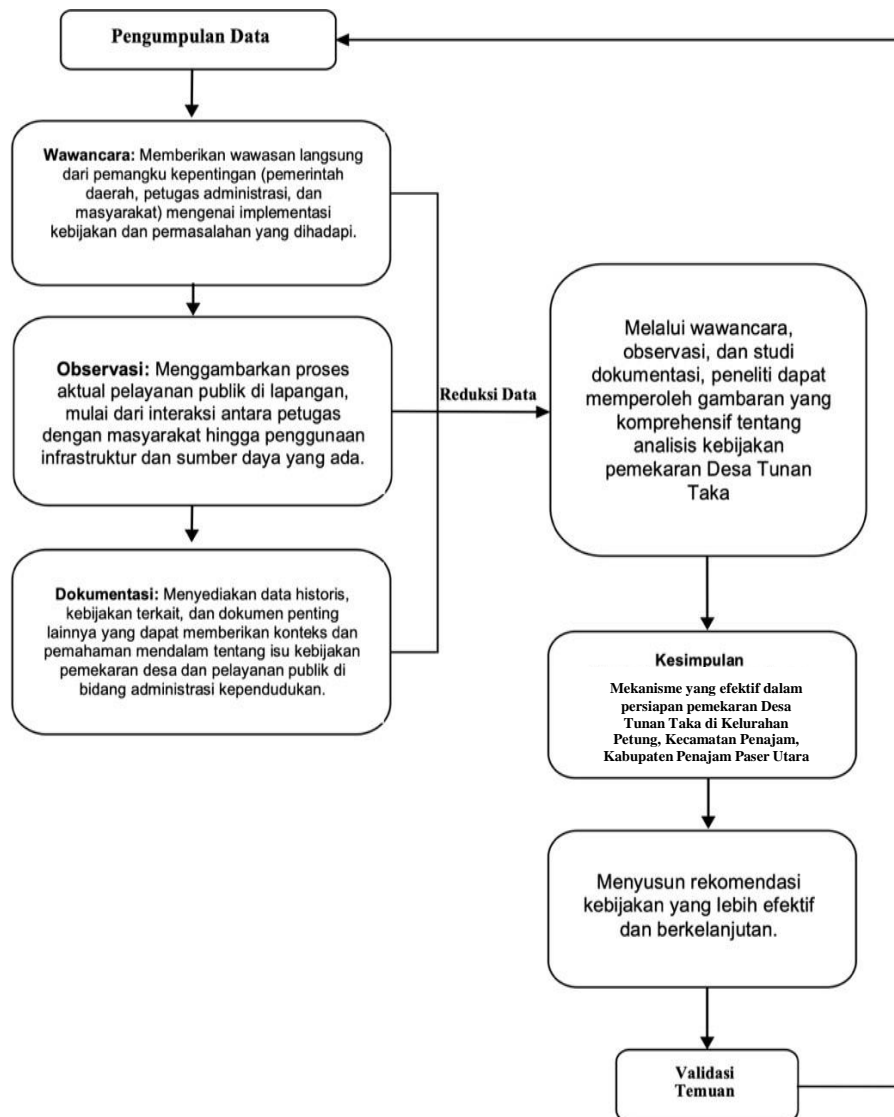 Pengumpulan Data
Wawancara: Memberikan wawasan langsung
dari pemangku kepentingan (pemerintah
daerah, petugas administrasi, dan
masyarakat) mengenai implementasi
kebijakan dan permasalahan yang dihadapi.
Observasi: Menggambarkan proses
aktual pelayanan publik di lapangan,
mulai dari interaksi antara petugas
dengan masyarakat hingga penggunaan
infrastruktur dan sumber daya yang ada.
Dokumentasi: Menyediakan data historis,
kebijakan terkait, dan dokumen penting
lainnya yang dapat memberikan konteks dan
pemahaman mendalam tentang isu kebijakan
pemekaran desa dan pelayanan publik di
bidang administrasi kependudukan.
Reduksi Data
Melalui wawancara,
observasi, dan studi
dokumentasi, peneliti dapat
memperoleh gambaran yang
komprehensif tentang
analisis kebijakan
pemekaran Desa Tunan
Taka
Kesimpulan
Mekanisme yang efektif dalam
persiapan pemekaran Desa
Tunan Taka di Kelurahan
Petung, Kecamatan Penajam,
Kabupaten Penajam Paser Utara
Menyusun rekomendasi
kebijakan yang lebih efektif
dan berkelanjutan.
Validasi
Temuan